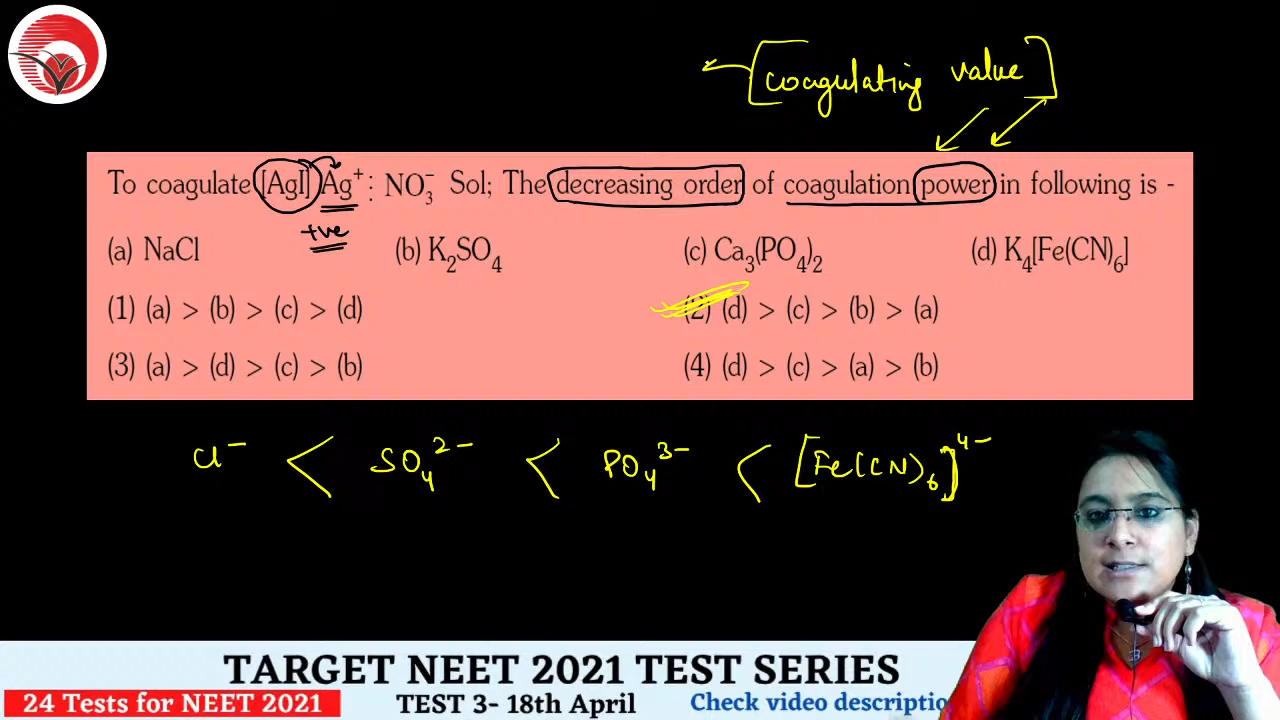 [coagulating value]
To coagulate [AgI] Ag⁺ ⋮ NO₃⁻ Sol; The decreasing order of coagulation power in following is -
+ve
(a) NaCl (b) K₂SO₄ (c) Ca₃(PO₄)₂ (d) K₄[Fe(CN)₆]
(1) (a) > (b) > (c) > (d) (2) (d) > (c) > (b) > (a)
(3) (a) > (d) > (c) > (b) (4) (d) > (c) > (a) > (b)
Cl⁻ < SO₄²⁻ < PO₄³⁻ < [Fe(CN)₆]⁴⁻
TARGET NEET 2021 TEST SERIES
24 Tests for NEET 2021 TEST 3- 18th April Check video descriptio